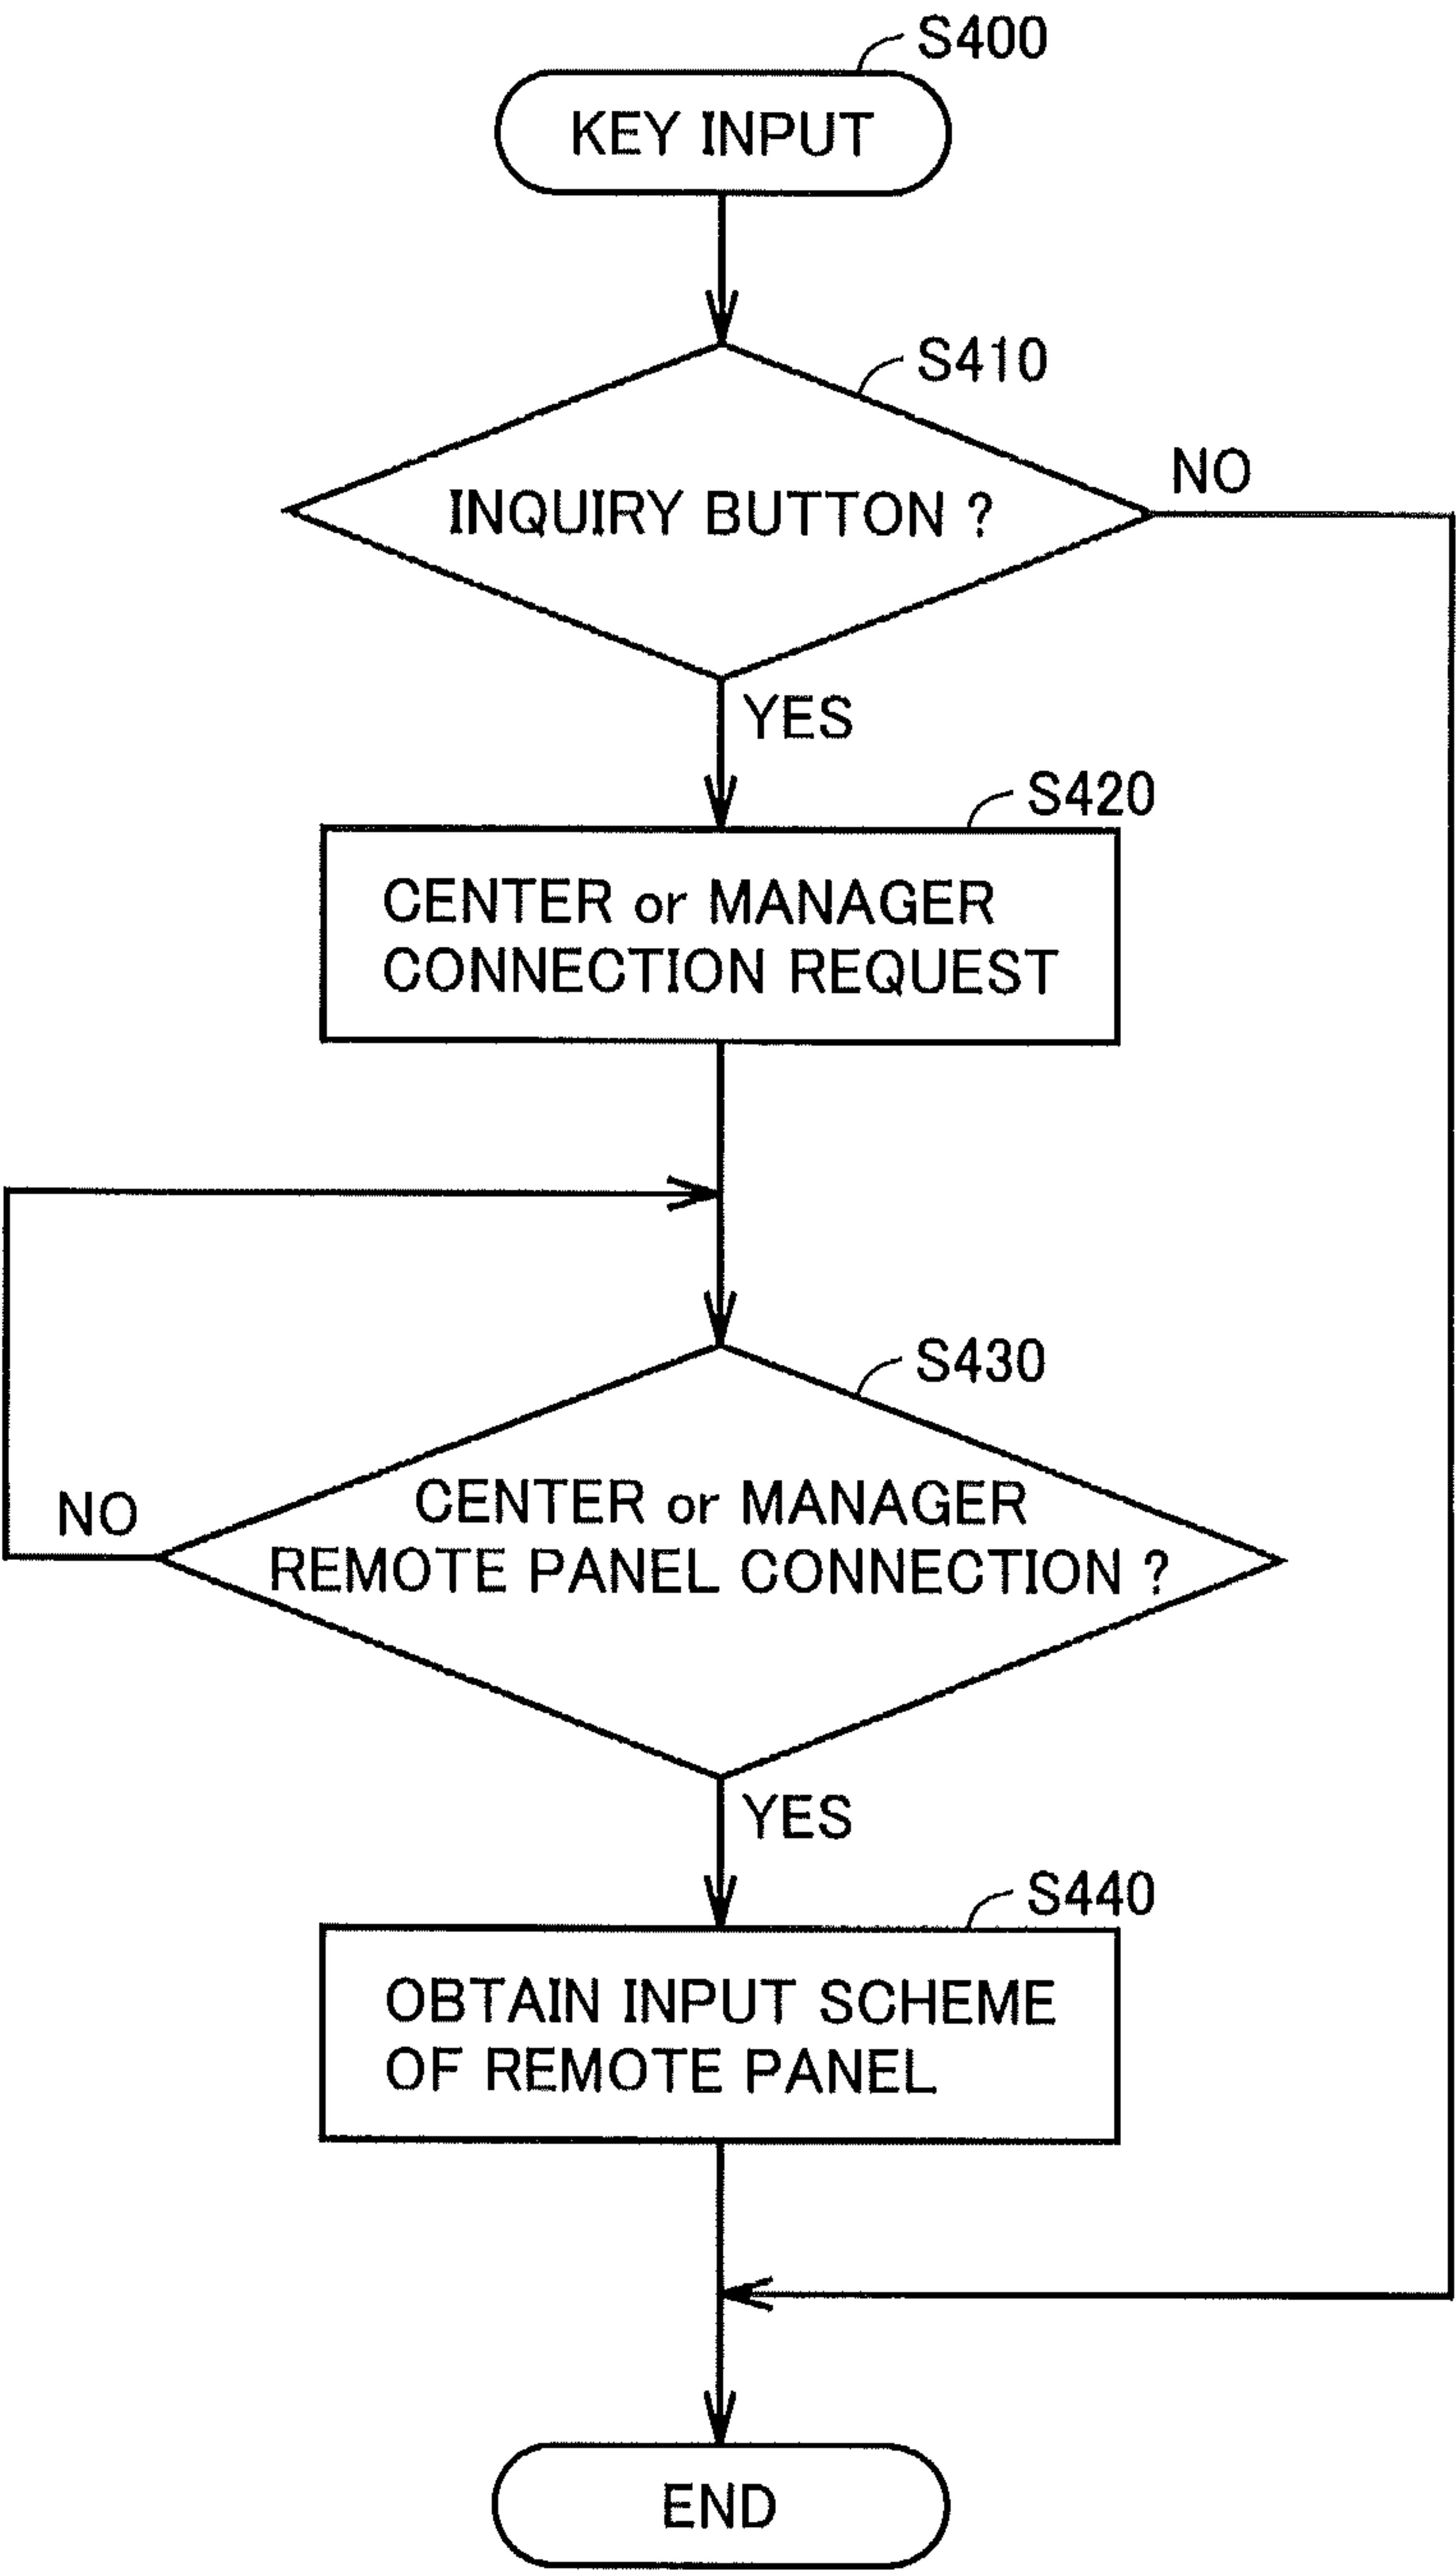 S400
KEY INPUT
S410
INQUIRY BUTTON ?
NO
YES
S420
CENTER or MANAGER
CONNECTION REQUEST
S430
CENTER or MANAGER
REMOTE PANEL CONNECTION ?
NO
YES
S440
OBTAIN INPUT SCHEME
OF REMOTE PANEL
END